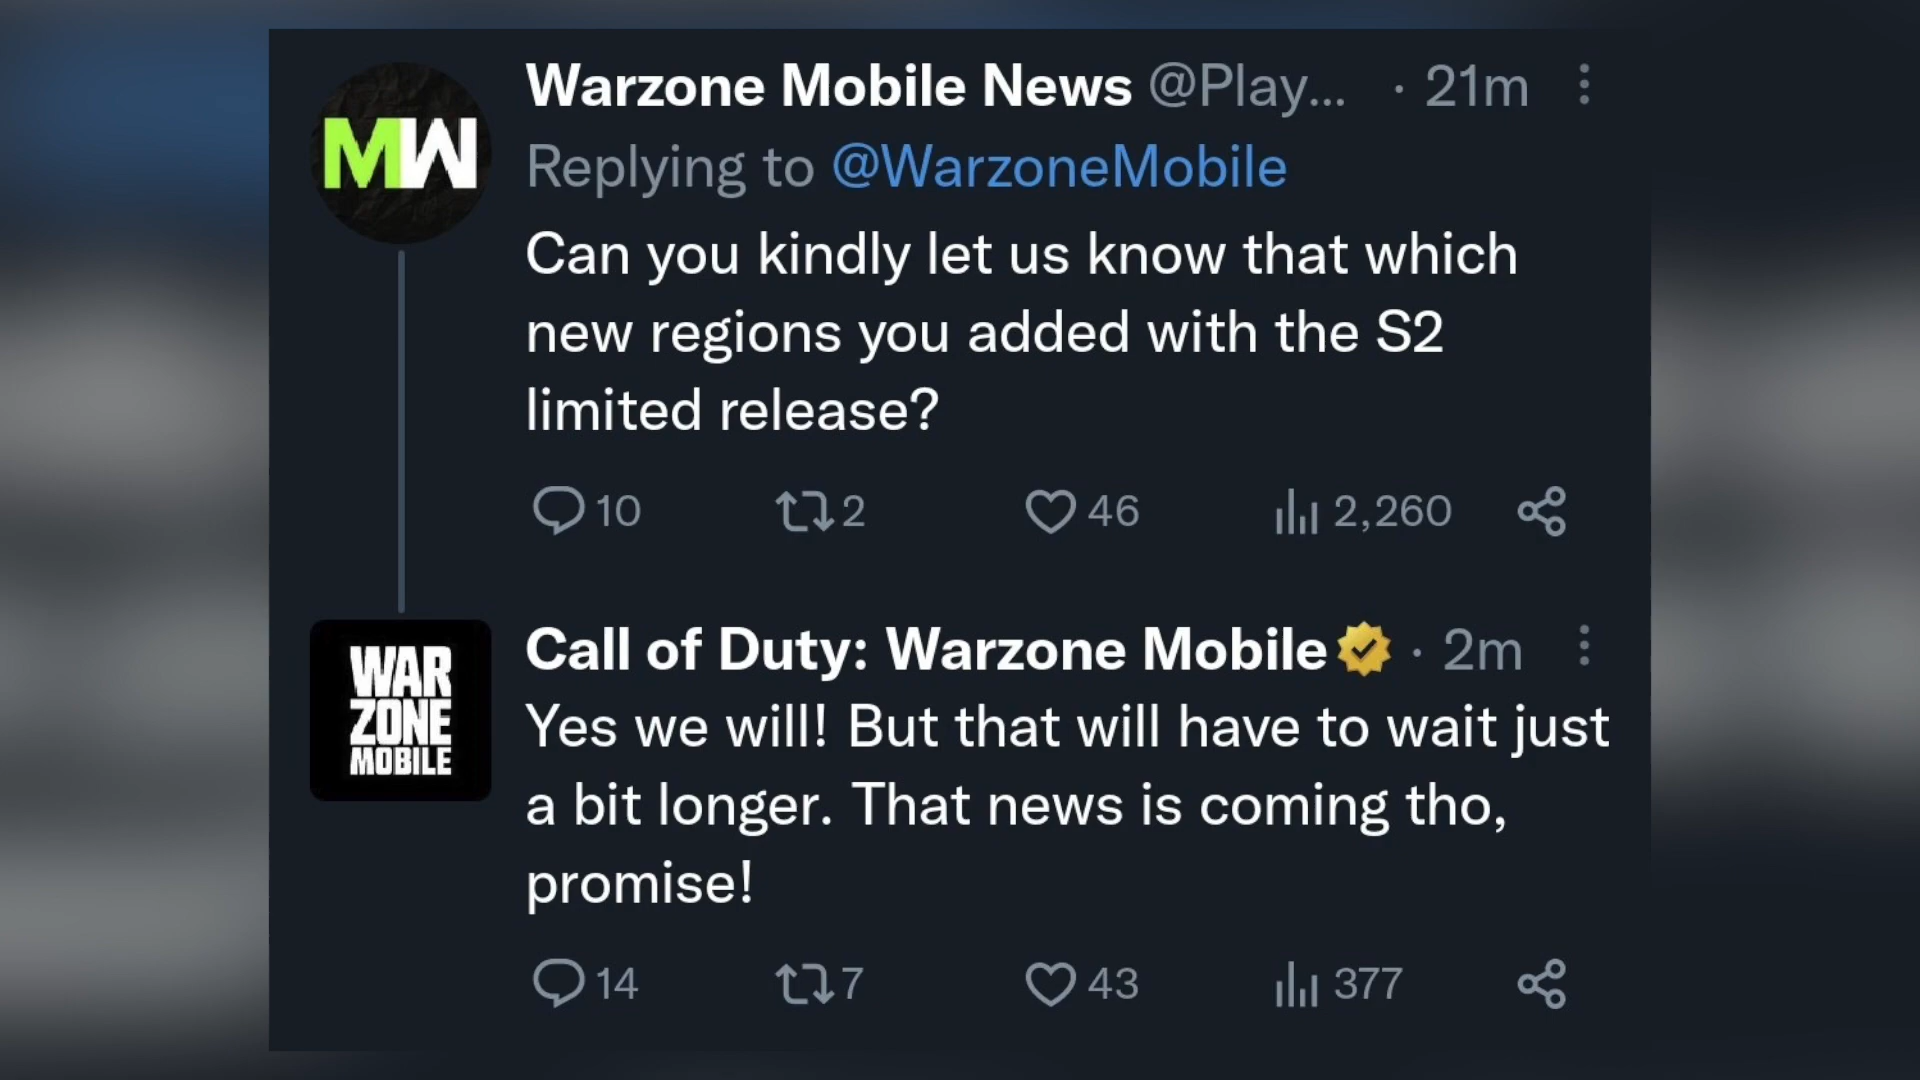 MW
Warzone Mobile News @Play... · 21m
Replying to @WarzoneMobile
Can you kindly let us know that which
new regions you added with the S2
limited release?
10 2 46 2,260
WAR
ZONE
MOBILE
Call of Duty: Warzone Mobile · 2m
Yes we will! But that will have to wait just
a bit longer. That news is coming tho,
promise!
14 7 43 377